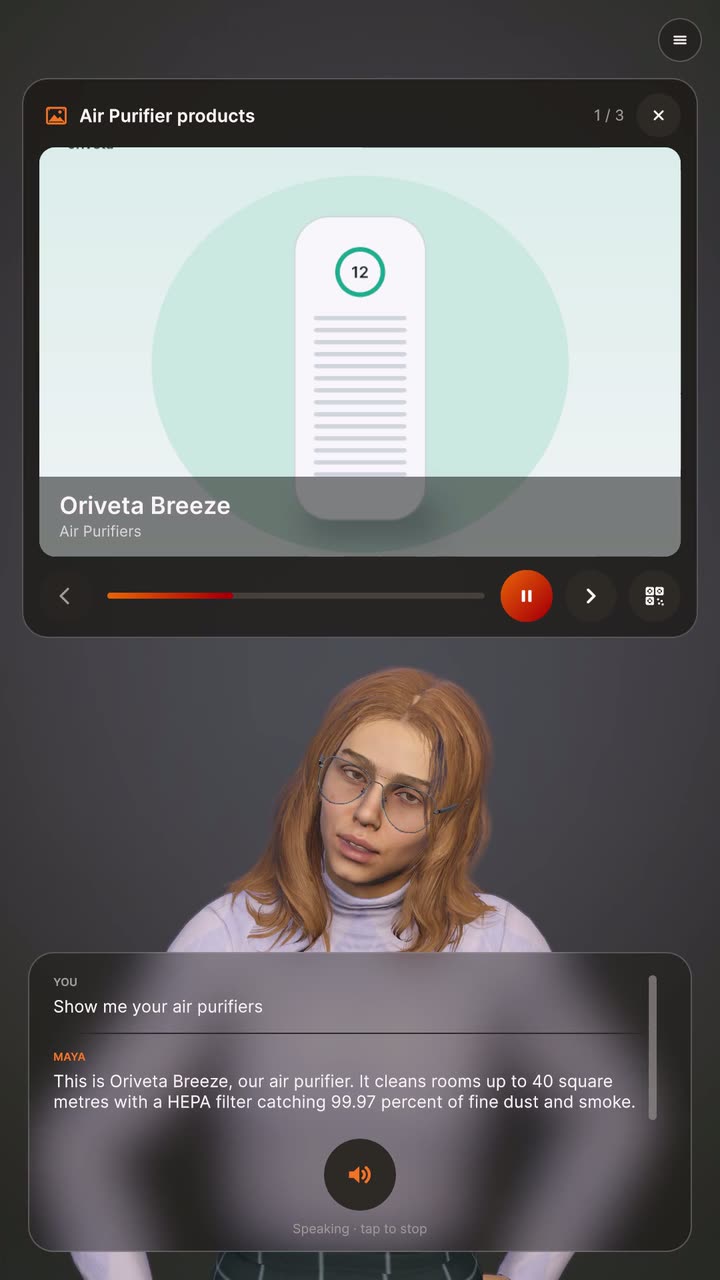 Air Purifier products
1 / 3
12
Oriveta Breeze
Air Purifiers
YOU
Show me your air purifiers
MAYA
This is Oriveta Breeze, our air purifier. It cleans rooms up to 40 square
metres with a HEPA filter catching 99.97 percent of fine dust and smoke.
Speaking · tap to stop